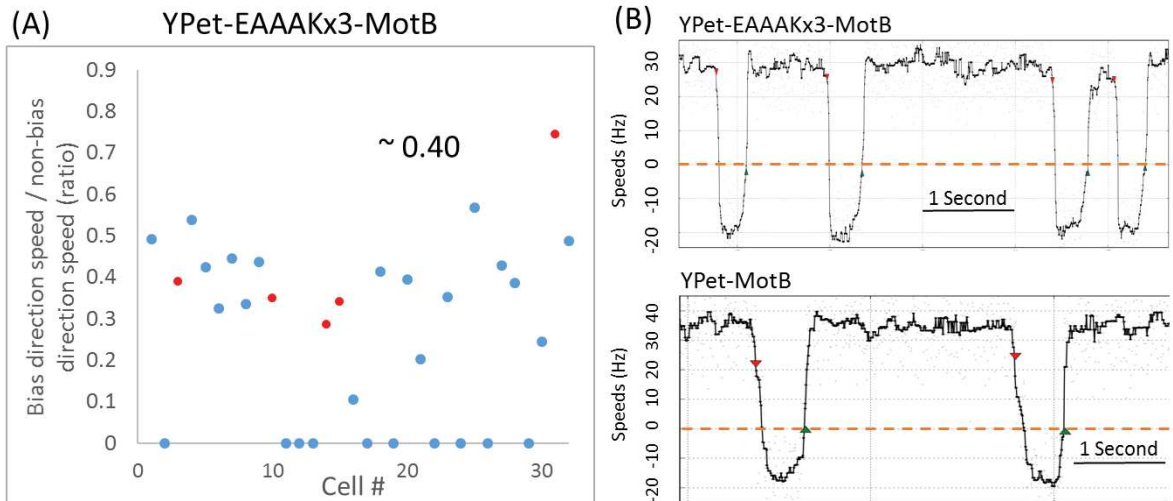 (A)
YPet-EAAAKx3-MotB
0.9
0.8
0.7
0.6
0.5
0.4
0.3
0.2
0.1
0
~ 0.40
Bias direction speed / non-bias
direction speed (ratio)
0
10
20
30
Cell #
(B)
YPet-EAAAKx3-MotB
30
20
10
0
-10
-20
Speeds (Hz)
1 Second
YPet-MotB
40
30
20
10
0
-10
-20
Speeds (Hz)
1 Second